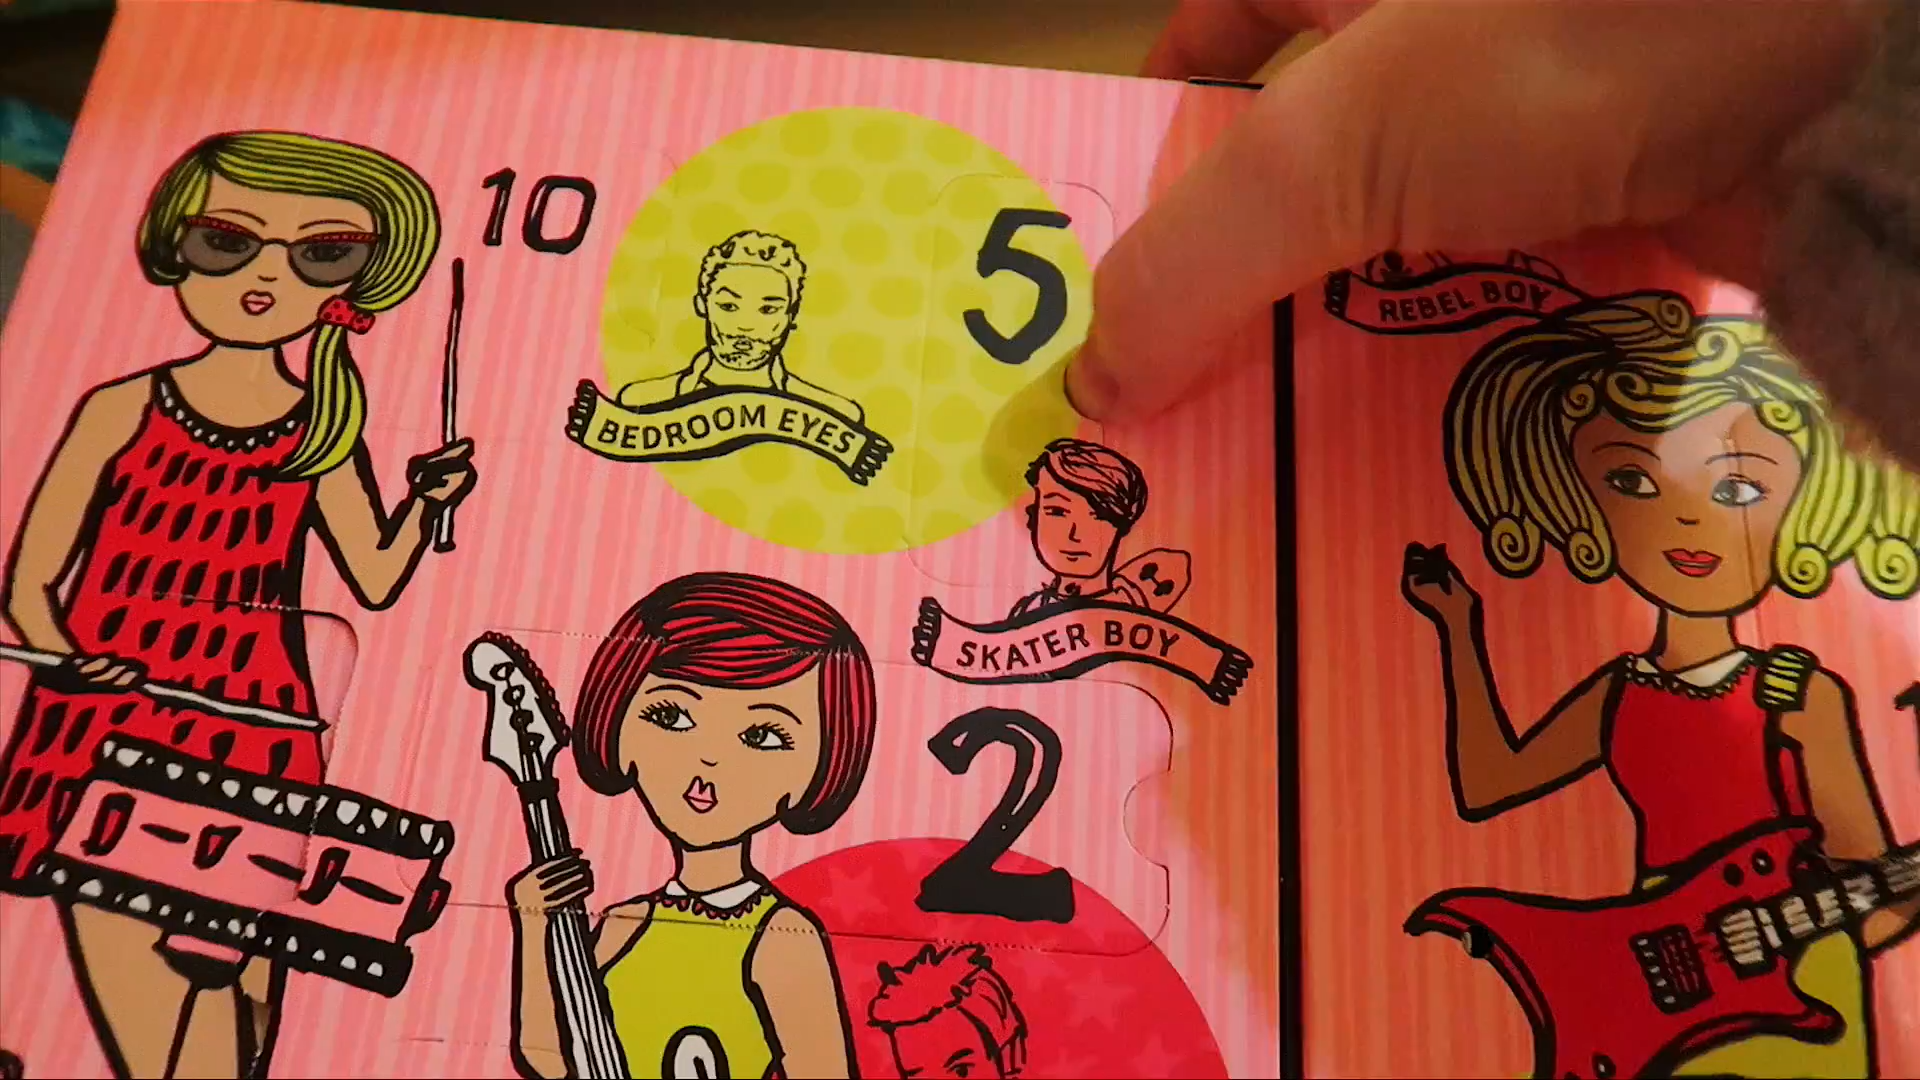 10
5
BEDROOM EYES
REBEL BOY
SKATER BOY
2